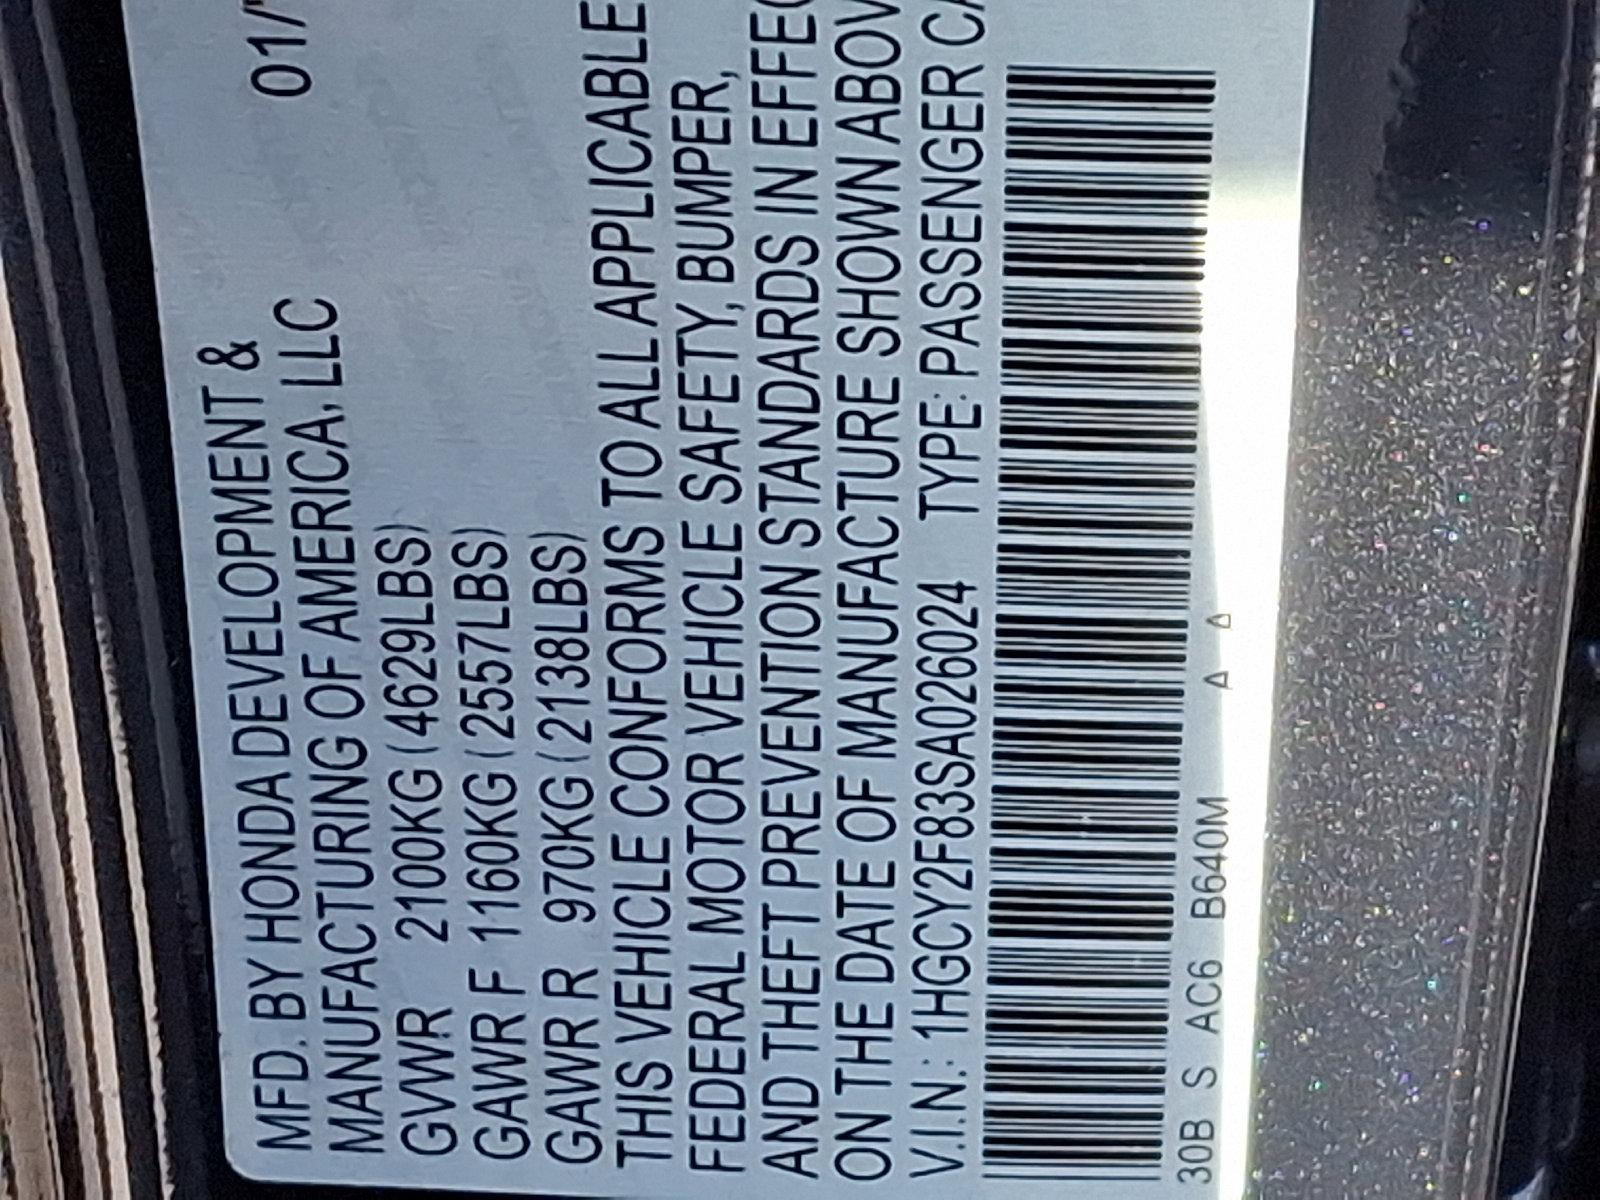 MFD. BY HONDA DEVELOPMENT &
MANUFACTURING OF AMERICA, LLC 01/
GVWR 2100KG (4629LBS)
GAWR F 1160KG (2557LBS)
GAWR R 970KG (2138LBS)
THIS VEHICLE CONFORMS TO ALL APPLICABLE
FEDERAL MOTOR VEHICLE SAFETY, BUMPER,
AND THEFT PREVENTION STANDARDS IN EFFEC
ON THE DATE OF MANUFACTURE SHOWN ABOV
V.I.N.: 1HGCY2F83SA026024 TYPE: PASSENGER CA
30B S AC6 B640M Δ Δ